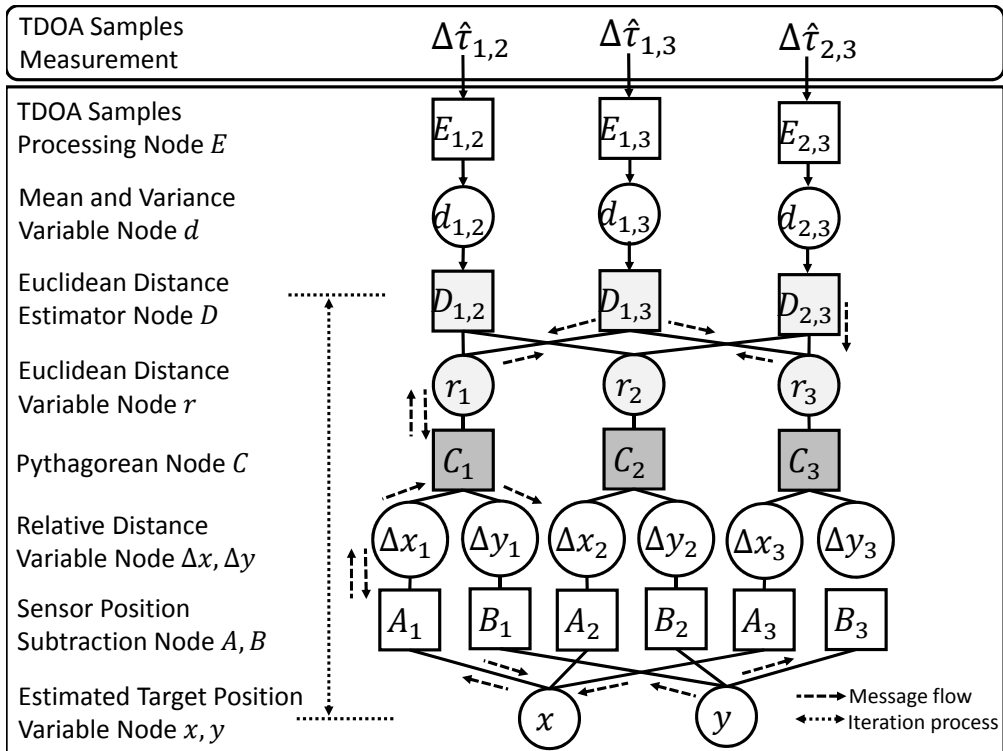 TDOA Samples
Measurement
Δτ̂1,2 Δτ̂1,3 Δτ̂2,3
TDOA Samples
Processing Node E
E1,2 E1,3 E2,3
Mean and Variance
Variable Node d
d1,2 d1,3 d2,3
Euclidean Distance
Estimator Node D
D1,2 D1,3 D2,3
Euclidean Distance
Variable Node r
r1 r2 r3
Pythagorean Node C
C1 C2 C3
Relative Distance
Variable Node Δx, Δy
Δx1 Δy1 Δx2 Δy2 Δx3 Δy3
Sensor Position
Subtraction Node A, B
A1 B1 A2 B2 A3 B3
Estimated Target Position
Variable Node x, y
x y
Message flow
Iteration process